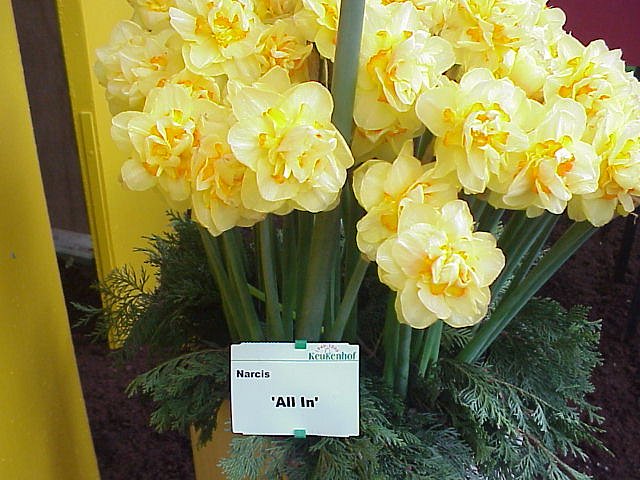 Keukenhof
Narcis
'All In'